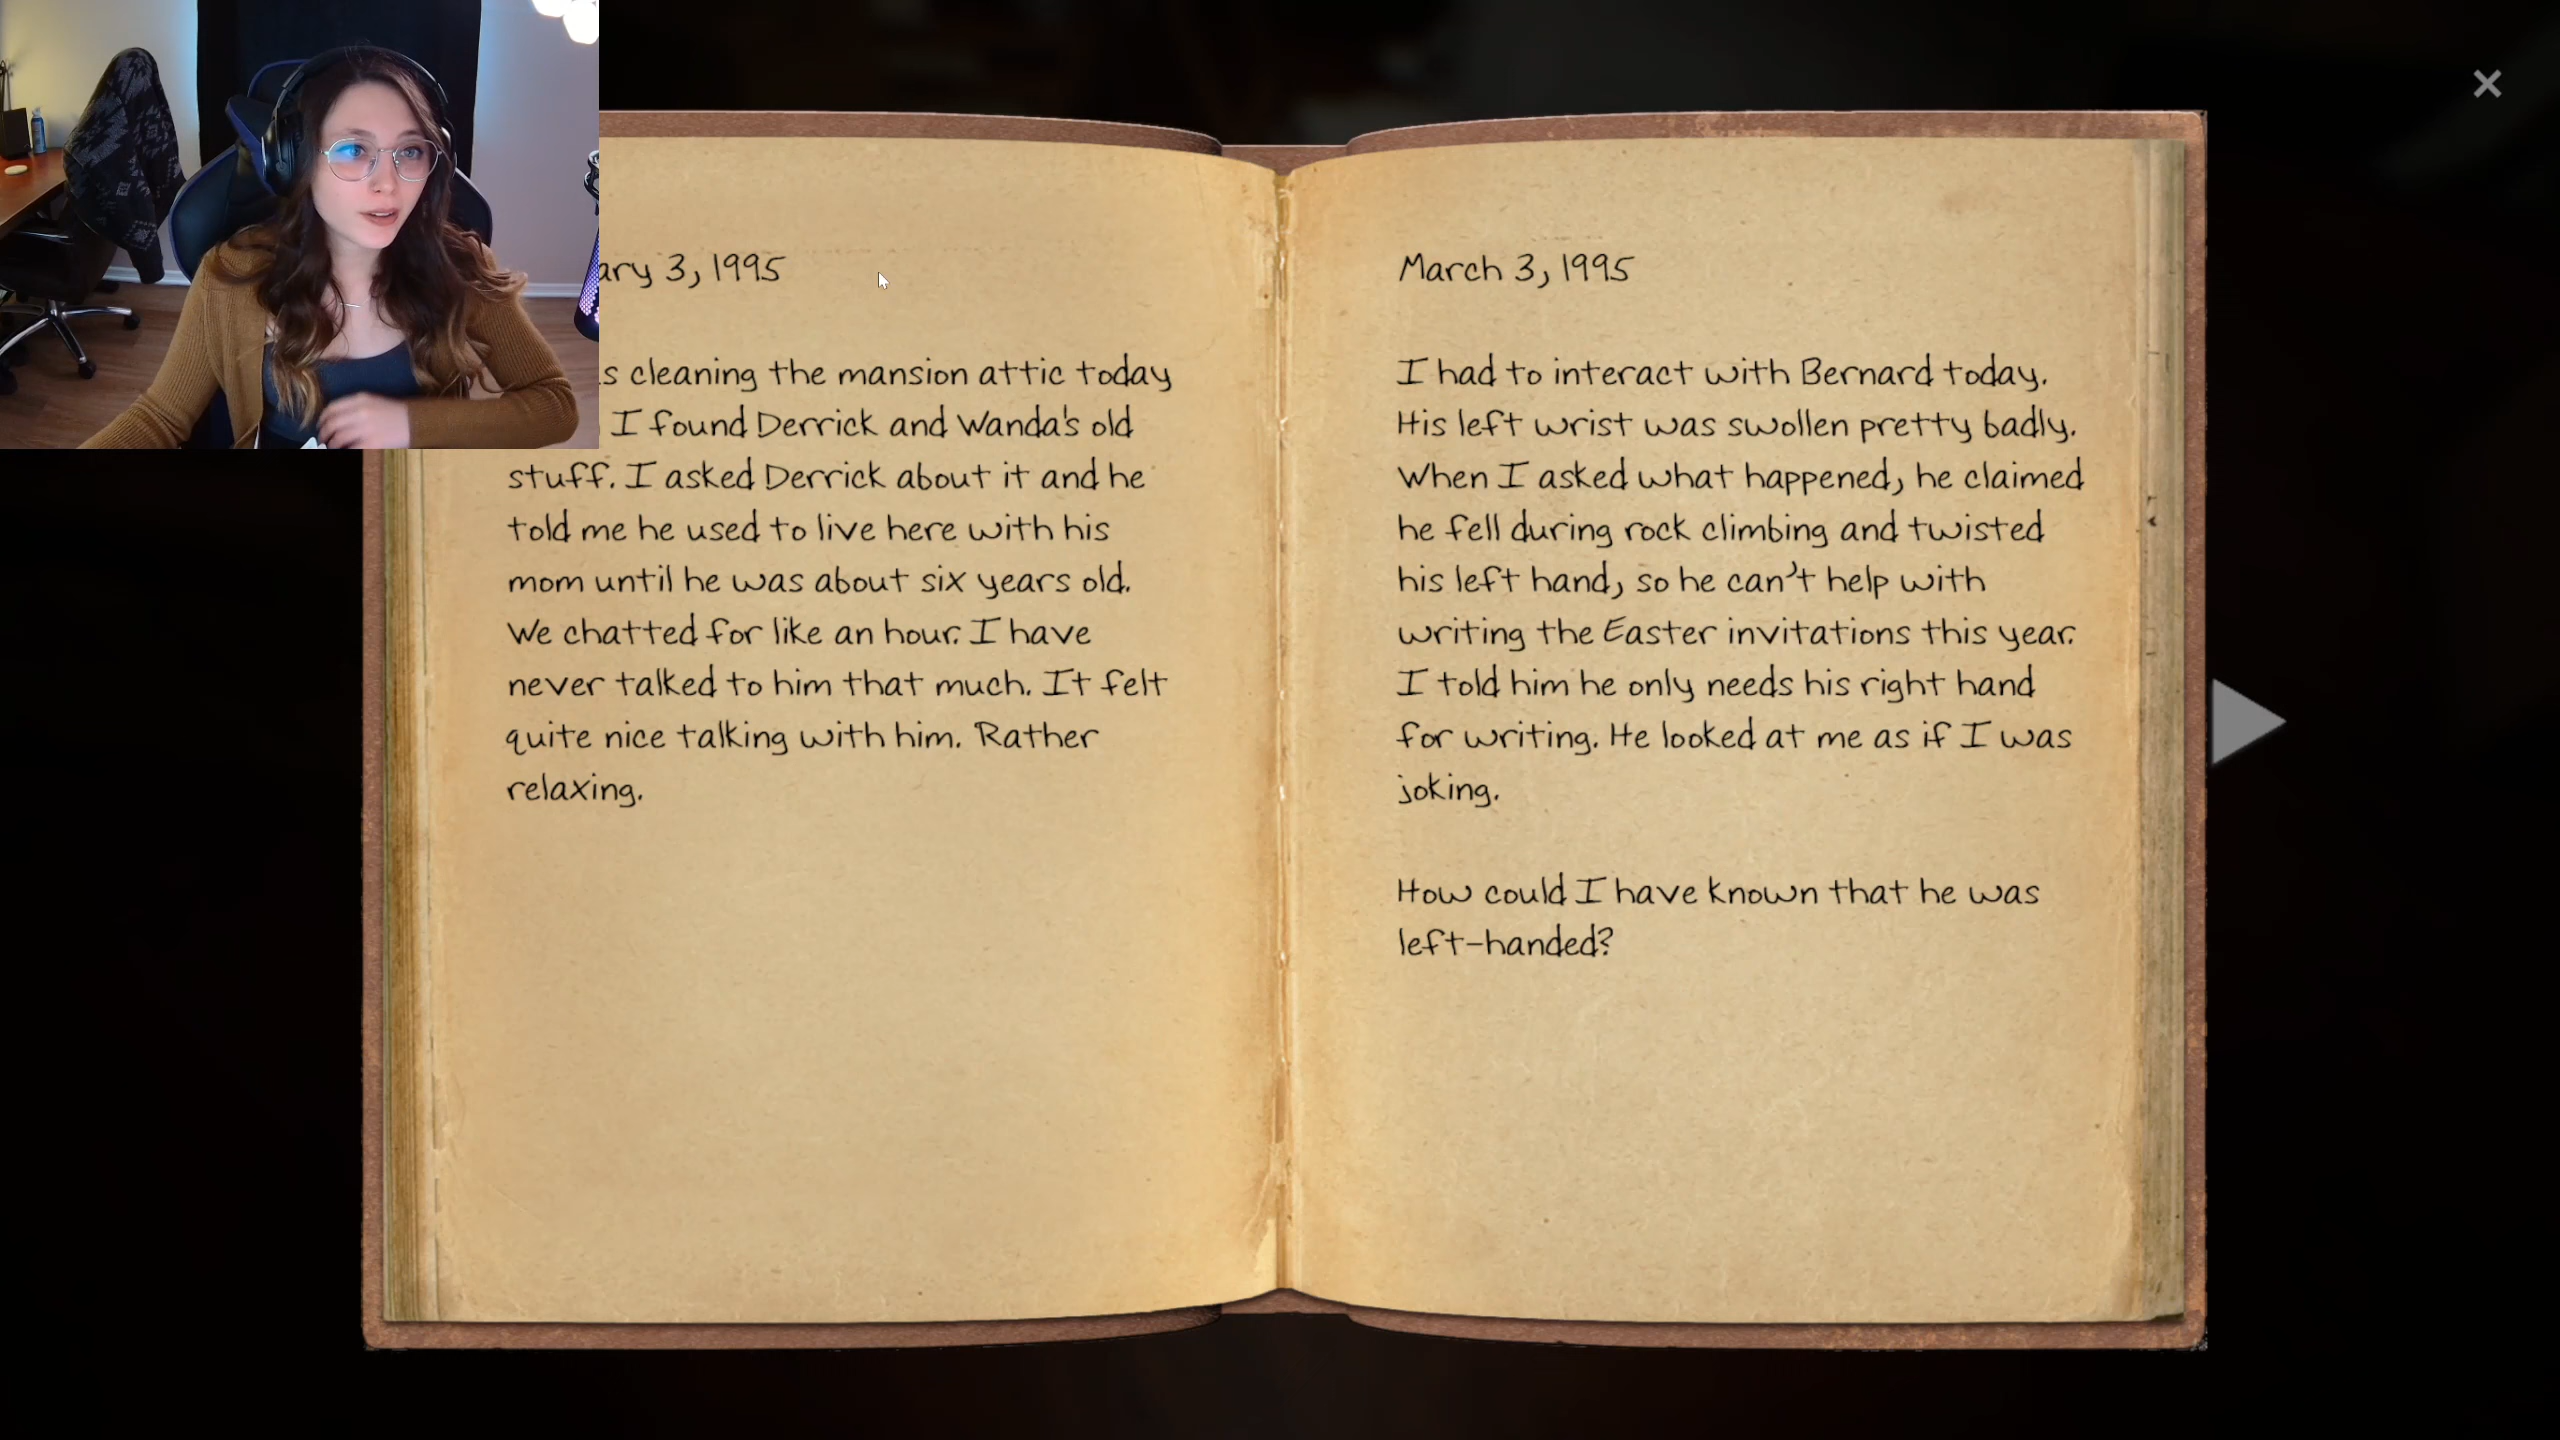 3, 1995
cleaning the mansion attic today
I found Derrick and Wanda's old
stuff. I asked Derrick about it and he
told me he used to live here with his
mom until he was about six years old.
We chatted for like an hour. I have
never talked to him that much. It felt
quite nice talking with him. Rather
relaxing.
March 3, 1995
I had to interact with Bernard today.
His left wrist was swollen pretty badly.
When I asked what happened, he claimed
he fell during rock climbing and twisted
his left hand, so he can't help with
writing the Easter invitations this year.
I told him he only needs his right hand
for writing. He looked at me as if I was
joking.
How could I have known that he was
left-handed?